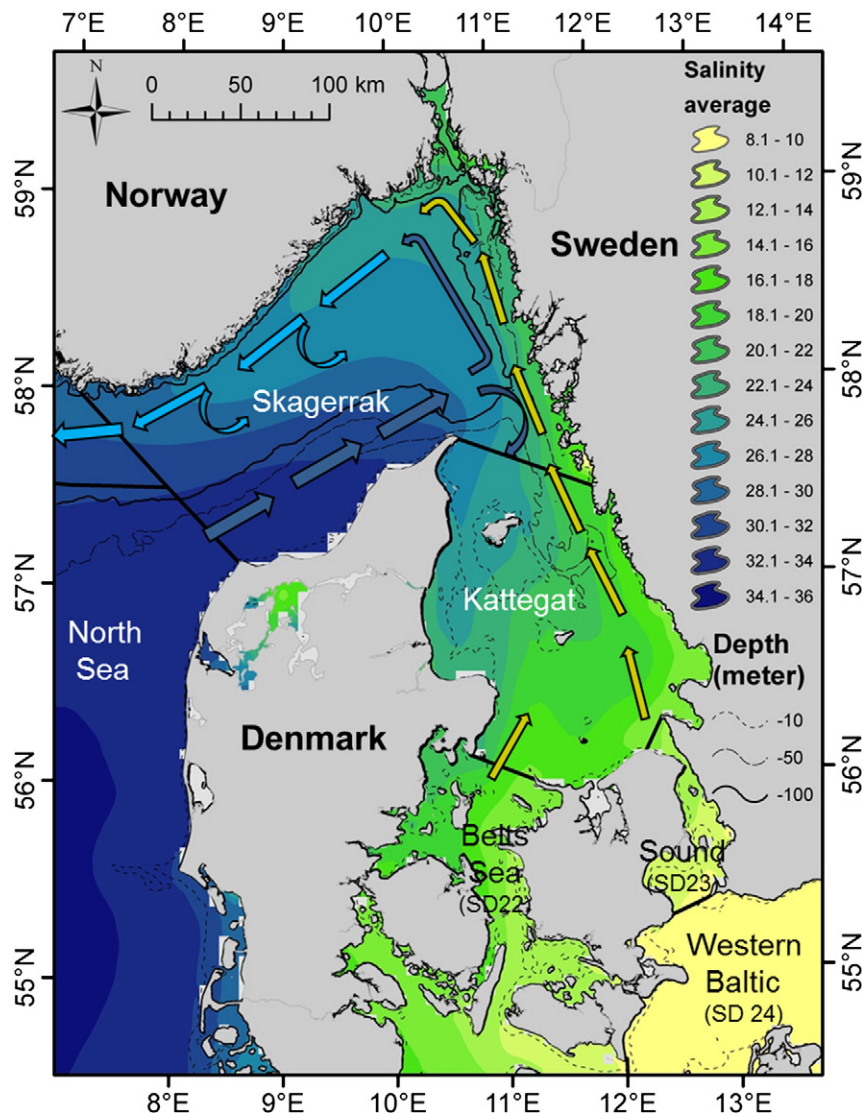 7°E 8°E 9°E 10°E 11°E 12°E 13°E 14°E
N
0 50 100 km
Salinity
average
8.1 - 10
10.1 - 12
12.1 - 14
14.1 - 16
16.1 - 18
18.1 - 20
20.1 - 22
22.1 - 24
24.1 - 26
26.1 - 28
28.1 - 30
30.1 - 32
32.1 - 34
34.1 - 36
Depth
(meter)
-10
-50
-100
59°N
58°N
57°N
56°N
55°N
Norway
Sweden
Skagerrak
Kattegat
North
Sea
Denmark
Belts
Sea
(SD22)
Sound
(SD23)
Western
Baltic
(SD 24)
59°N
58°N
57°N
56°N
55°N
8°E 9°E 10°E 11°E 12°E 13°E